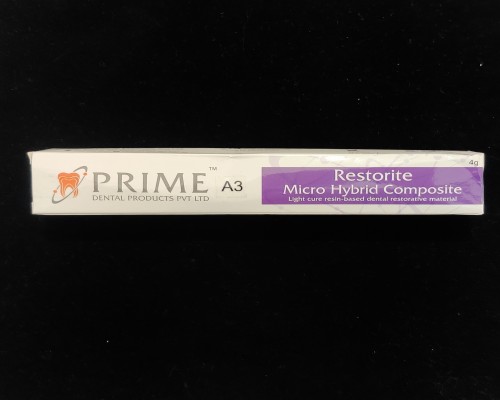 PRIME™
DENTAL PRODUCTS PVT LTD
A3
4g
Restorite
Micro Hybrid Composite
Light cure resin-based dental restorative material